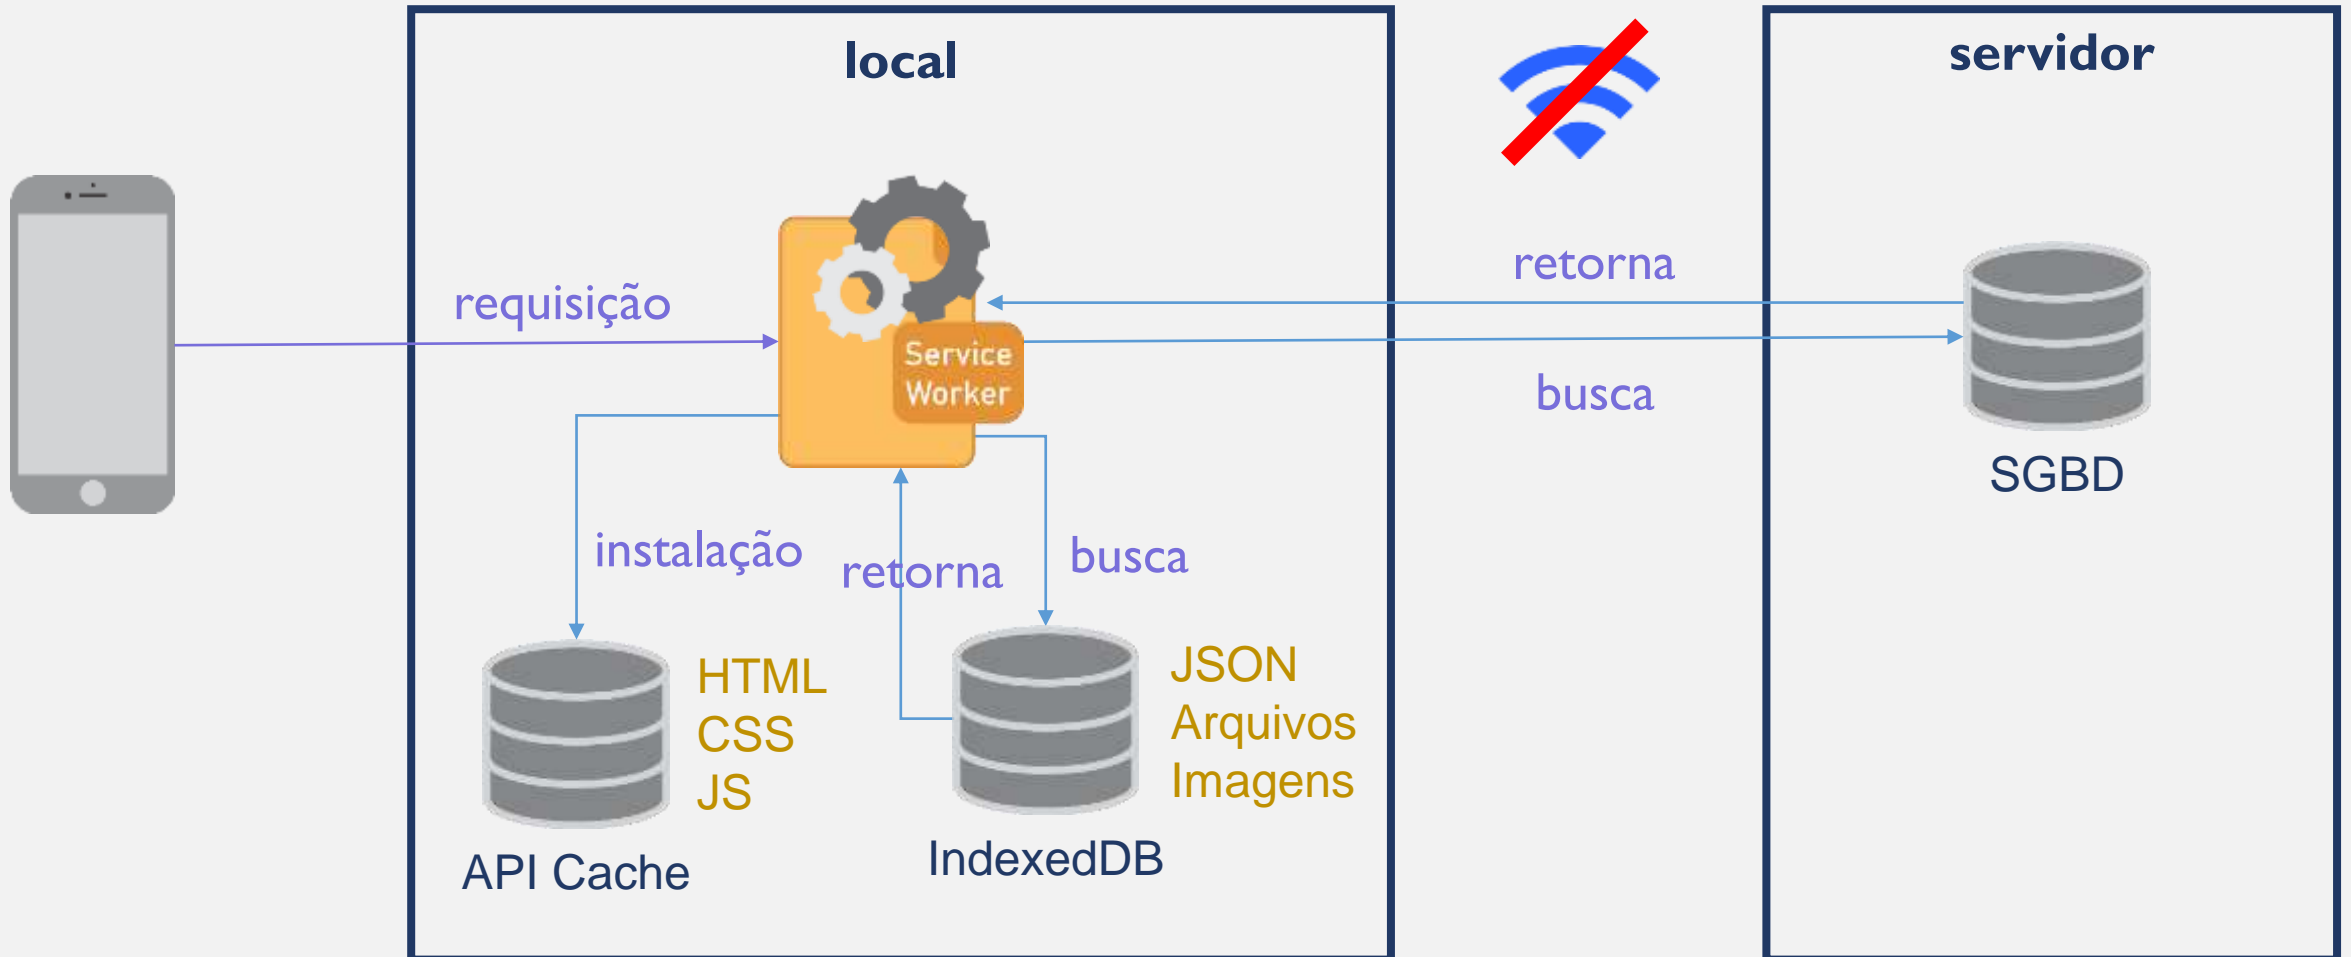 local
servidor
requisição
Service
Worker
retorna
busca
SGBD
instalação
retorna
busca
HTML
CSS
JS
JSON
Arquivos
Imagens
API Cache
IndexedDB